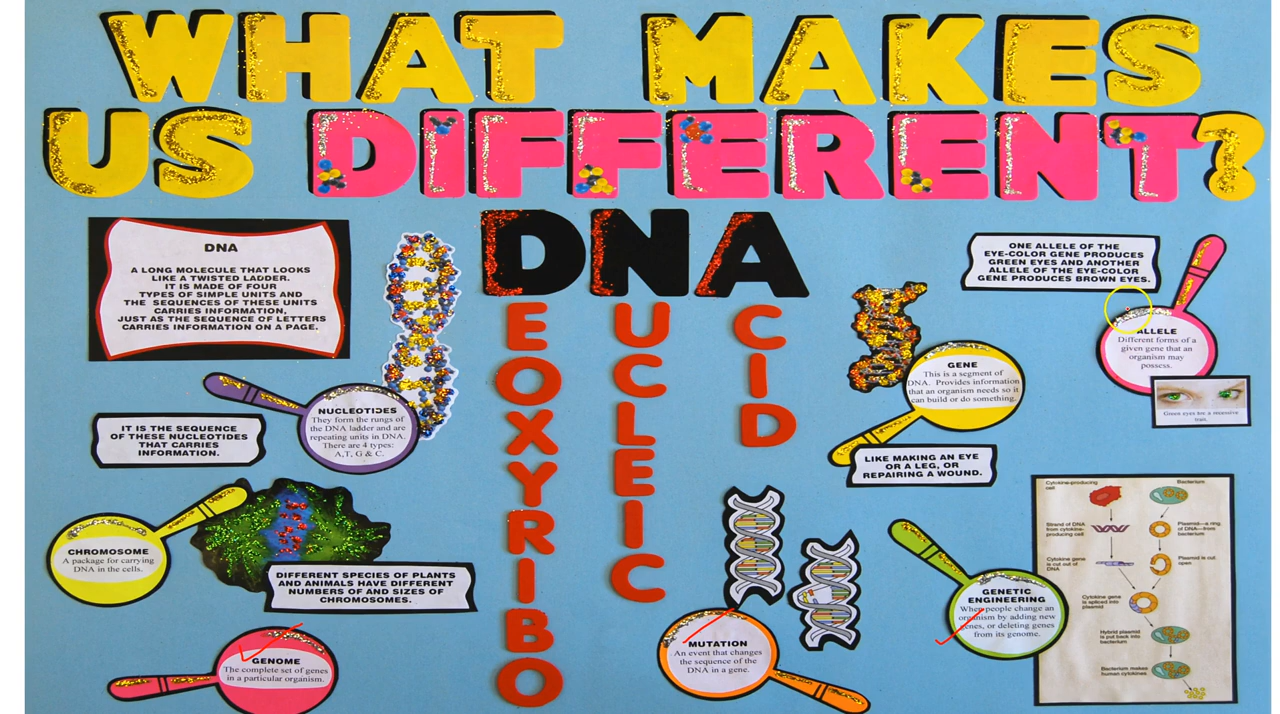 WHAT MAKES
US DIFFERENT?
DNA
EOXYRIBO
UCLEIC
CID
DNA
A LONG MOLECULE THAT LOOKS
LIKE A TWISTED LADDER.
IT IS MADE OF FOUR
TYPES OF SIMPLE UNITS AND
THE SEQUENCES OF THESE UNITS
CARRIES INFORMATION,
JUST AS THE SEQUENCE OF LETTERS
CARRIES INFORMATION ON A PAGE.
NUCLEOTIDES
They form the rungs of
the DNA ladder and are
repeating units in DNA.
There are 4 types:
A,T, G & C.
IT IS THE SEQUENCE
OF THESE NUCLEOTIDES
THAT CARRIES
INFORMATION.
CHROMOSOME
A package for carrying
DNA in the cells.
DIFFERENT SPECIES OF PLANTS
AND ANIMALS HAVE DIFFERENT
NUMBERS OF AND SIZES OF
CHROMOSOMES.
GENOME
The complete set of genes
in a particular organism.
ONE ALLELE OF THE
EYE-COLOR GENE PRODUCES
GREEN EYES AND ANOTHER
ALLELE OF THE EYE-COLOR
GENE PRODUCES BROWN EYES.
ALLELE
Different forms of a
given gene that an
organism may
possess.
Green eyes are a recessive
trait.
GENE
This is a segment of
DNA. Provides information
that an organism needs so it
can build or do something.
LIKE MAKING AN EYE
OR A LEG, OR
REPAIRING A WOUND.
MUTATION
An event that changes
the sequence of the
DNA in a gene.
GENETIC
ENGINEERING
When people change an
organism by adding new
genes, or deleting genes
from its genome.
Cytokine-producing
cell
Bacterium
Strand of DNA
from cytokine-
producing cell
Plasmid—a ring
of DNA—from
bacterium
Cytokine gene
is cut out of
DNA
Plasmid is cut
open
Cytokine gene
is spliced into
plasmid
Hybrid plasmid
is put back into
bacterium
Bacterium makes
human cytokines